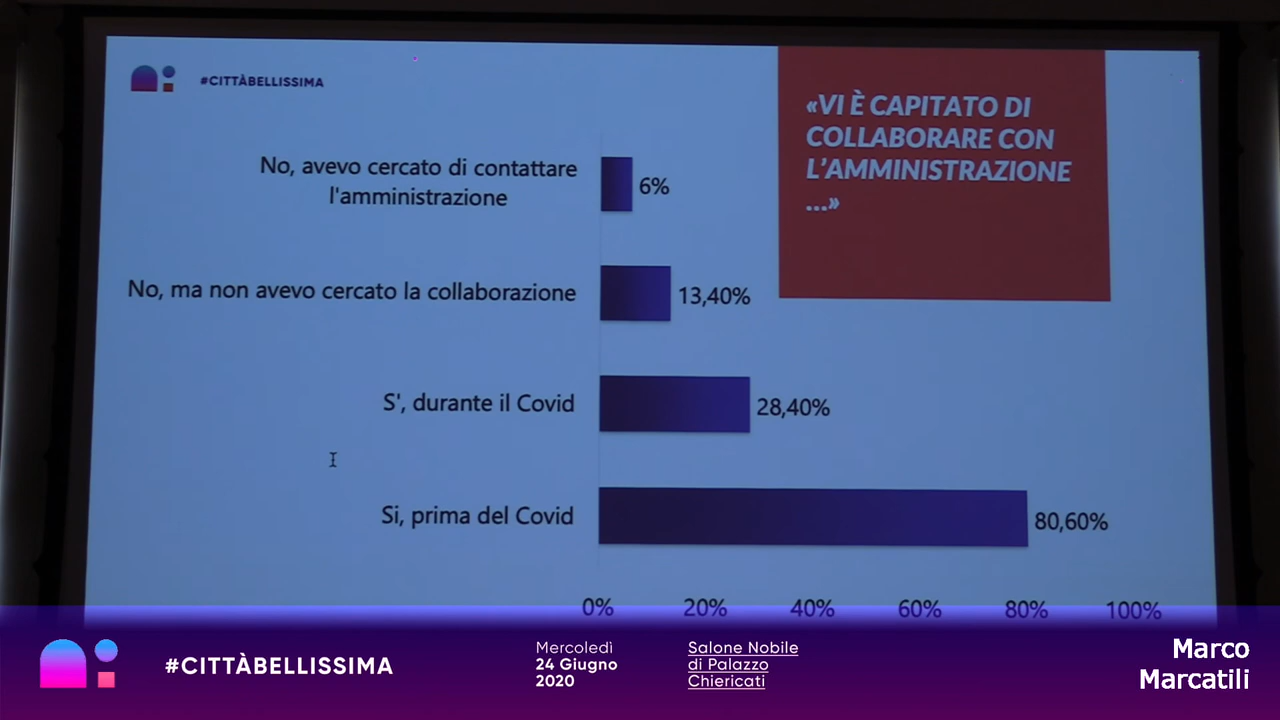 #CITTÀBELLISSIMA
«VI È CAPITATO DI
COLLABORARE CON
L'AMMINISTRAZIONE
...»
No, avevo cercato di contattare
l'amministrazione
6%
No, ma non avevo cercato la collaborazione
13,40%
S', durante il Covid
28,40%
Si, prima del Covid
80,60%
0% 20% 40% 60% 80% 100%
#CITTÀBELLISSIMA
Mercoledì
24 Giugno
2020
Salone Nobile
di Palazzo
Chiericati
Marco
Marcatili